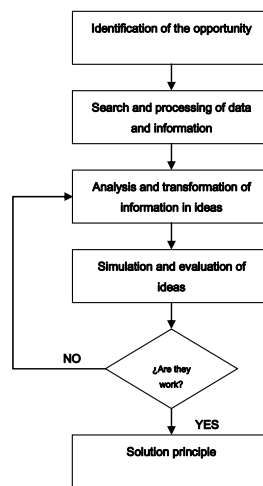 Identification of the opportunity
Search and processing of data
and information
Analysis and transformation of
information in ideas
Simulation and evaluation of
ideas
¿Are they
work?
NO
YES
Solution principle